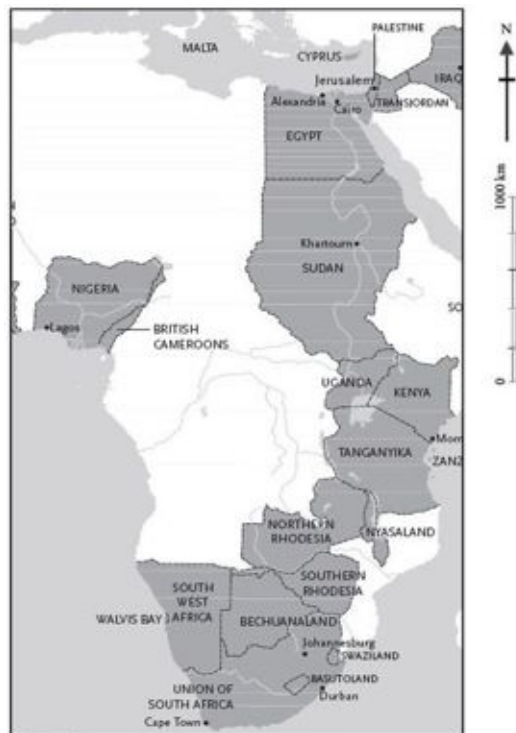 MALTA
CYPRUS
PALESTINE
N
Jerusalem
IRAQ
Alexandria
Cairo
TRANSJORDAN
EGYPT
1000 km
Khartoum
SUDAN
NIGERIA
SO
Lagos
BRITISH
CAMEROONS
UGANDA
KENYA
0
Mom
TANGANYIKA
ZANZ
NORTHERN
RHODESIA
NYASALAND
SOUTH
WEST
AFRICA
SOUTHERN
RHODESIA
WALVIS BAY
BECHUANALAND
Johannesburg
SWAZILAND
BASUTOLAND
UNION OF
SOUTH AFRICA
Durban
Cape Town